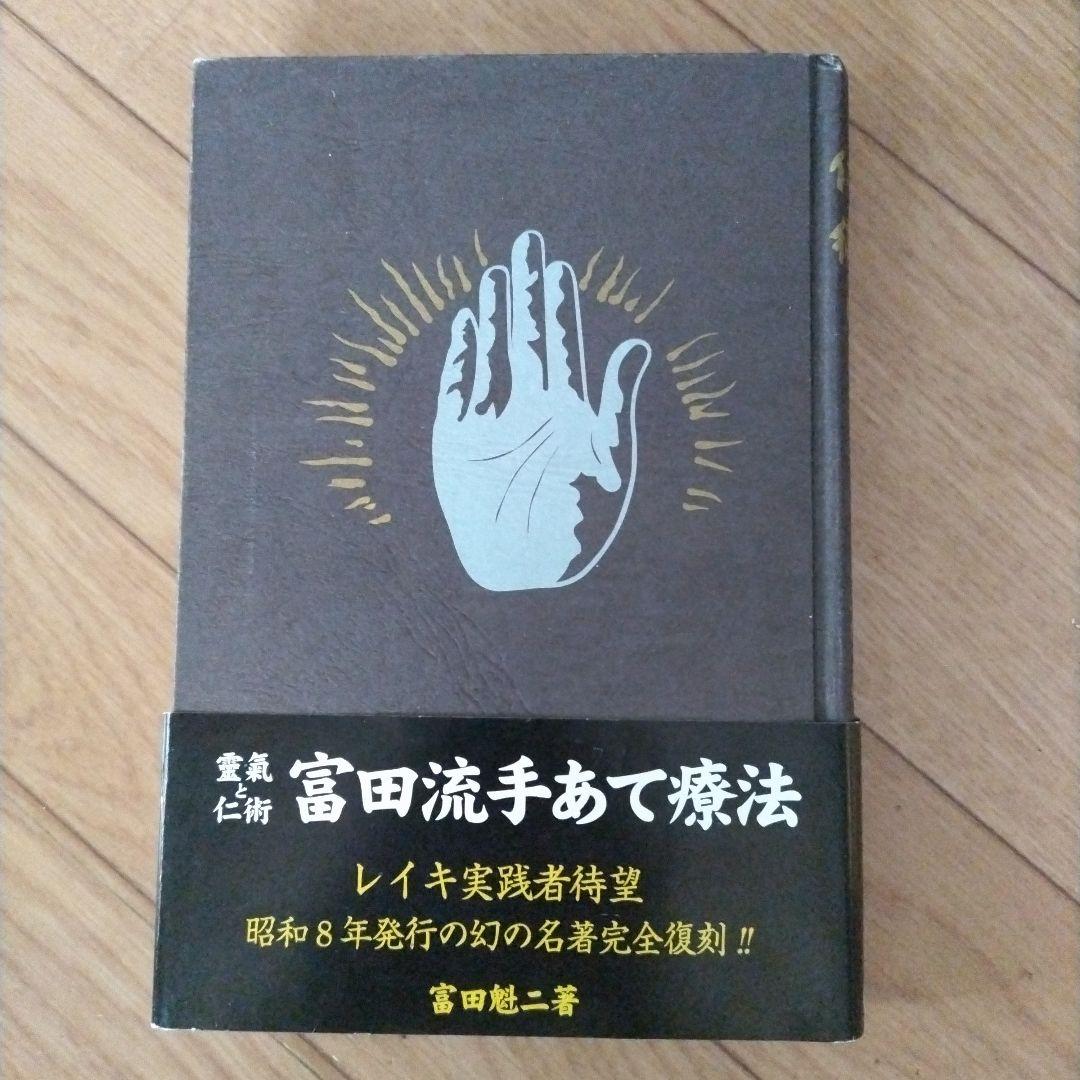 靈氣
と
仁術
富田流手あて療法
レイキ実践者待望
昭和8年発行の幻の名著完全復刻!!
富田魁二著